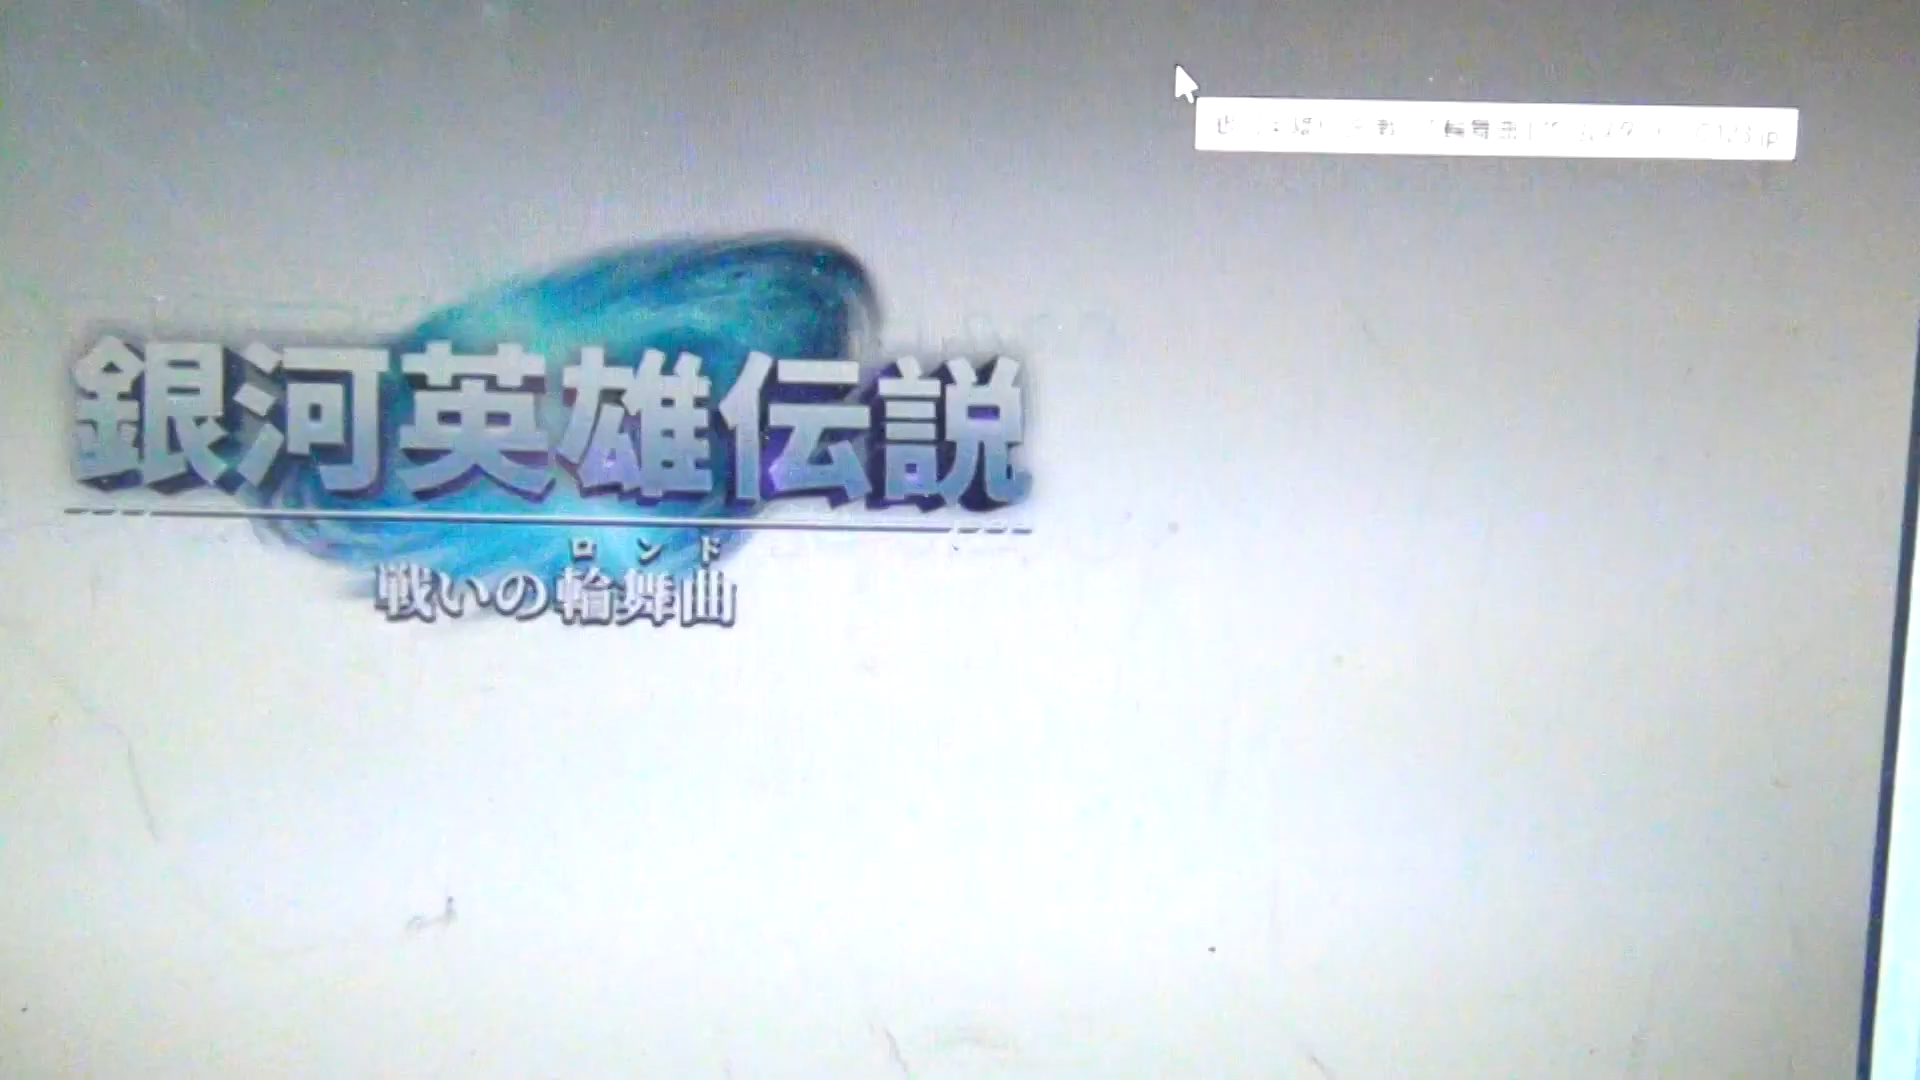 銀河英雄伝説
ロンド
戦いの輪舞曲